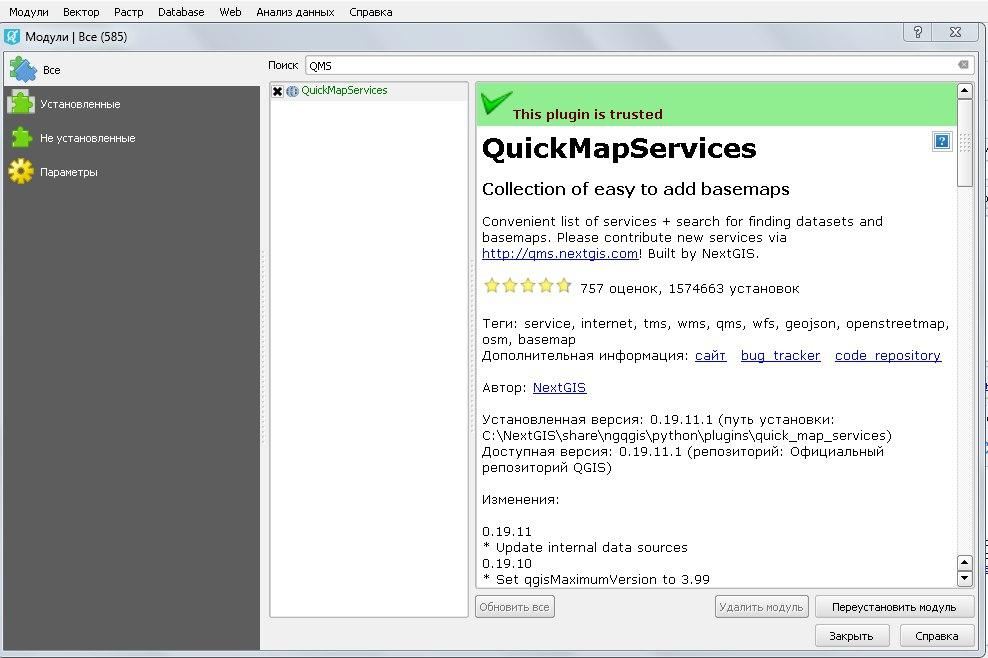 Модули Вектор Растр Database Web Анализ данных Справка
Модули | Все (585)
Все
Установленные
Не установленные
Параметры
Поиск QMS
QuickMapServices
This plugin is trusted
QuickMapServices
Collection of easy to add basemaps
Convenient list of services + search for finding datasets and
basemaps. Please contribute new services via
http://qms.nextgis.com! Built by NextGIS.
757 оценок, 1574663 установок
Теги: service, internet, tms, wms, qms, wfs, geojson, openstreetmap,
osm, basemap
Дополнительная информация: сайт bug tracker code repository
Автор: NextGIS
Установленная версия: 0.19.11.1 (путь установки:
C:\NextGIS\share\ngqgis\python\plugins\quick_map_services)
Доступная версия: 0.19.11.1 (репозиторий: Официальный
репозиторий QGIS)
Изменения:
0.19.11
* Update internal data sources
0.19.10
* Set qgisMaximumVersion to 3.99
Обновить все Удалить модуль Переустановить модуль
Закрыть Справка